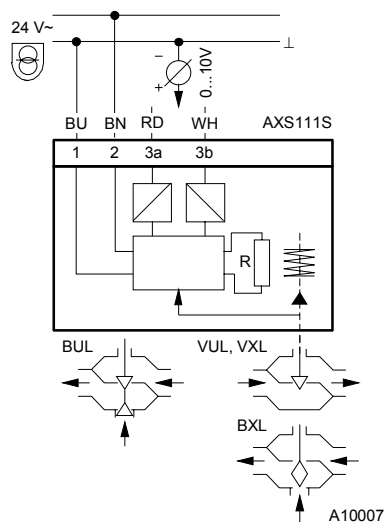 24 V~
⊥
−
+
0...10V
BU BN RD WH AXS111S
1 2 3a 3b
R
BUL VUL, VXL
BXL
A10007